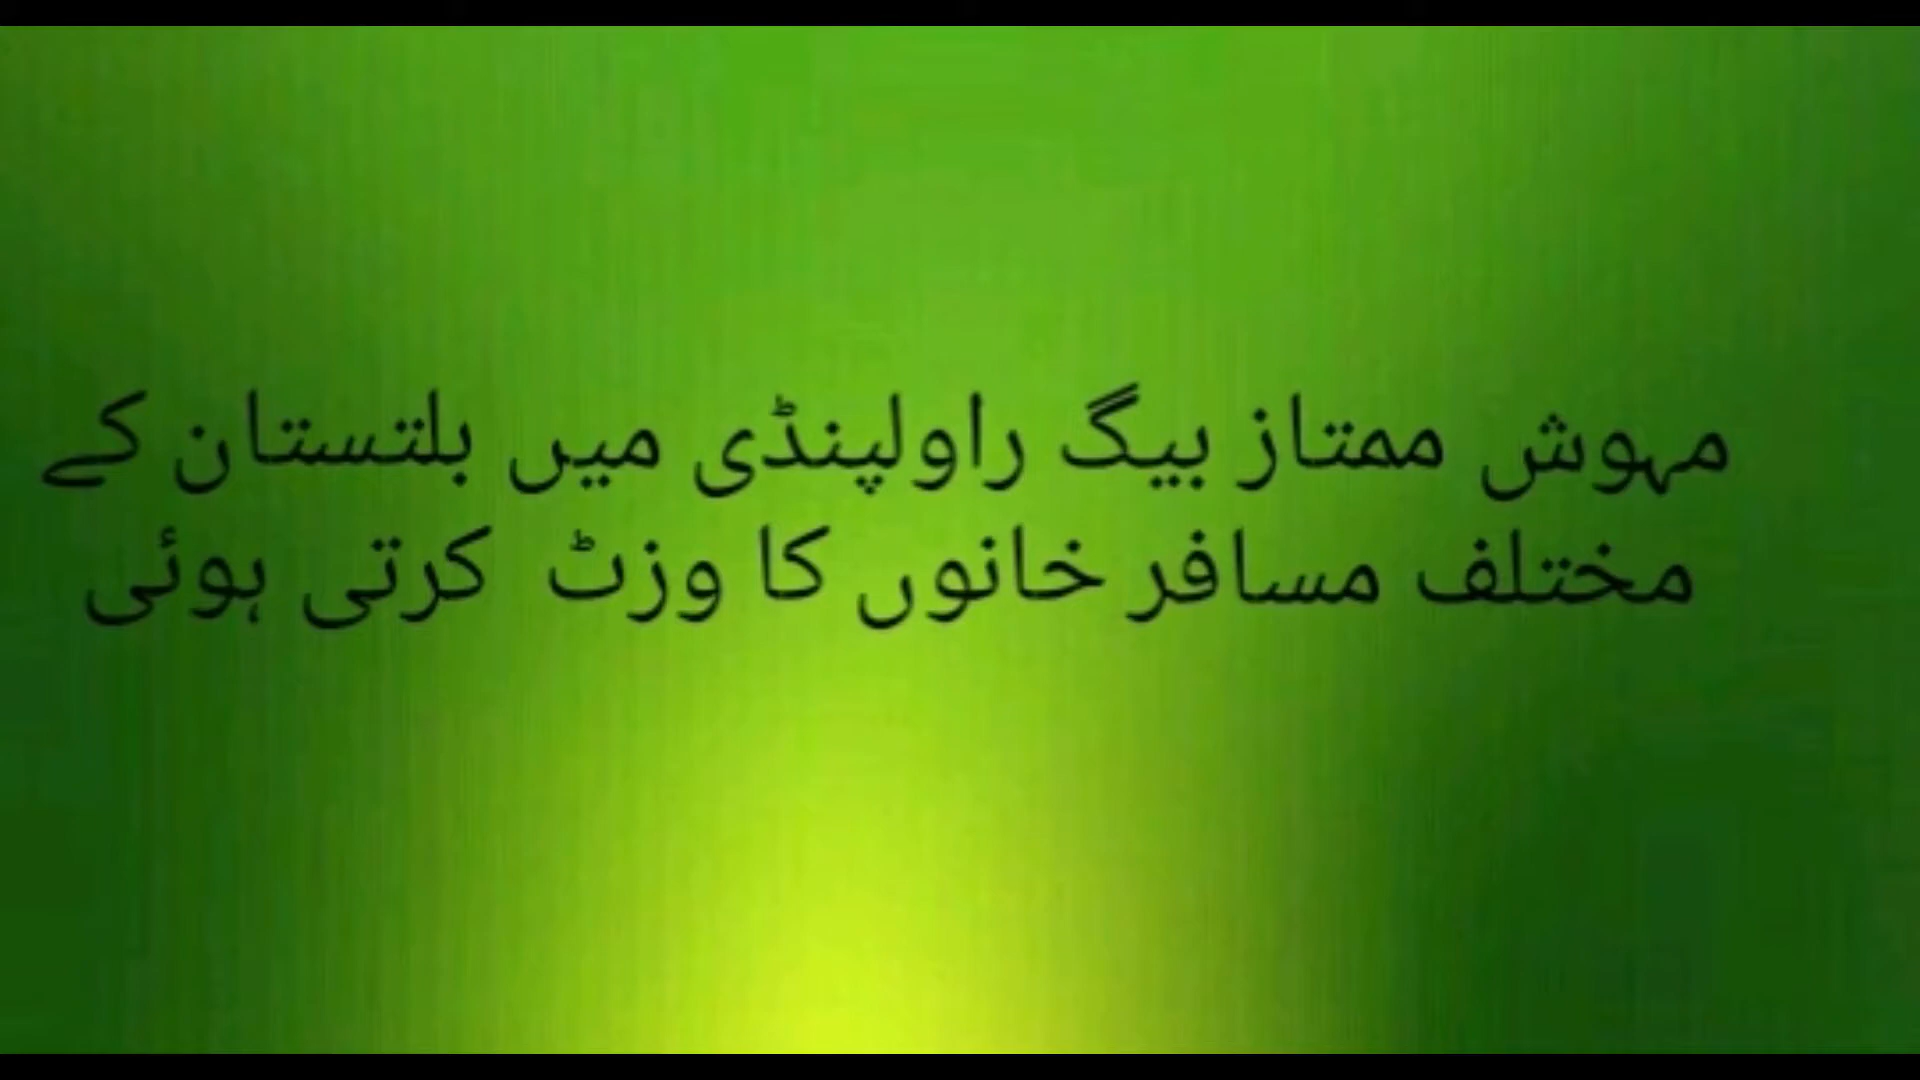 مہوش ممتاز بیگ راولپنڈی میں بلتستان کے
مختلف مسافر خانوں کا وزٹ کرتی ہوئی